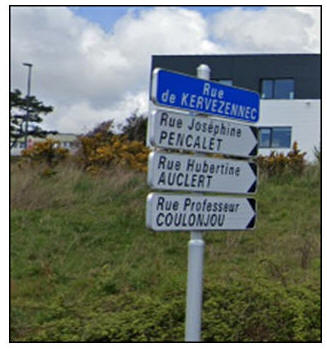 Rue
de KERVEZENNEC
Rue Joséphine
PENCALET
Rue Hubertine
AUCLERT
Rue Professeur
COULONJOU